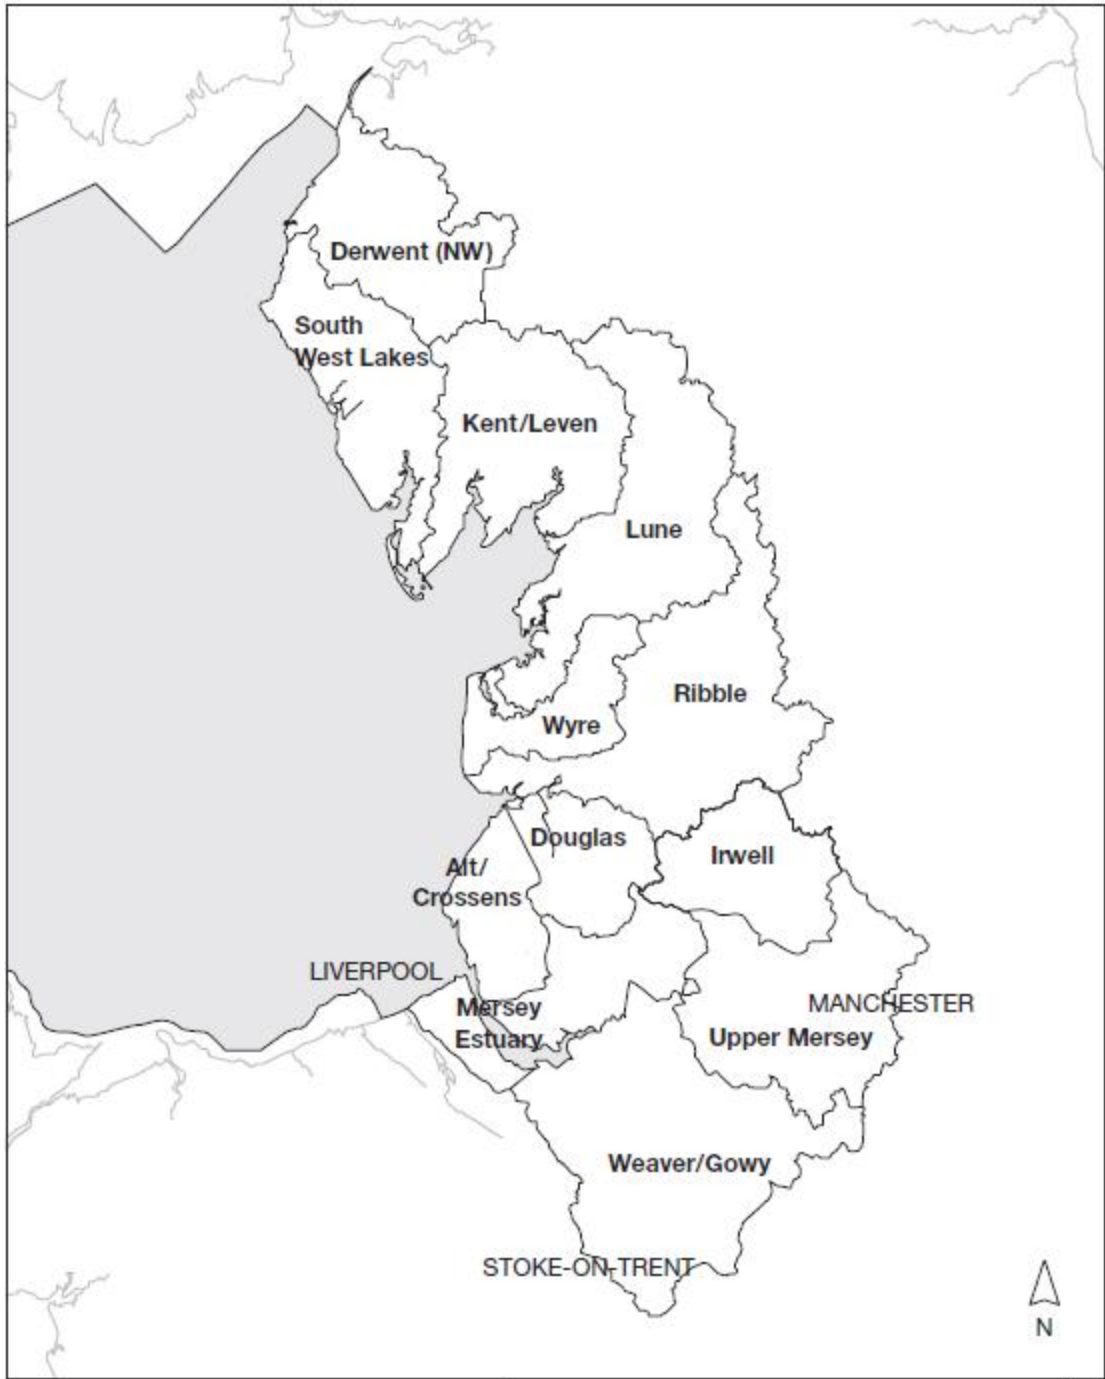 Derwent (NW)
South
West Lakes
Kent/Leven
Lune
Ribble
Wyre
Douglas
Irwell
Alt/
Crossens
LIVERPOOL
Mersey
Estuary
MANCHESTER
Upper Mersey
Weaver/Gowy
STOKE-ON-TRENT
N